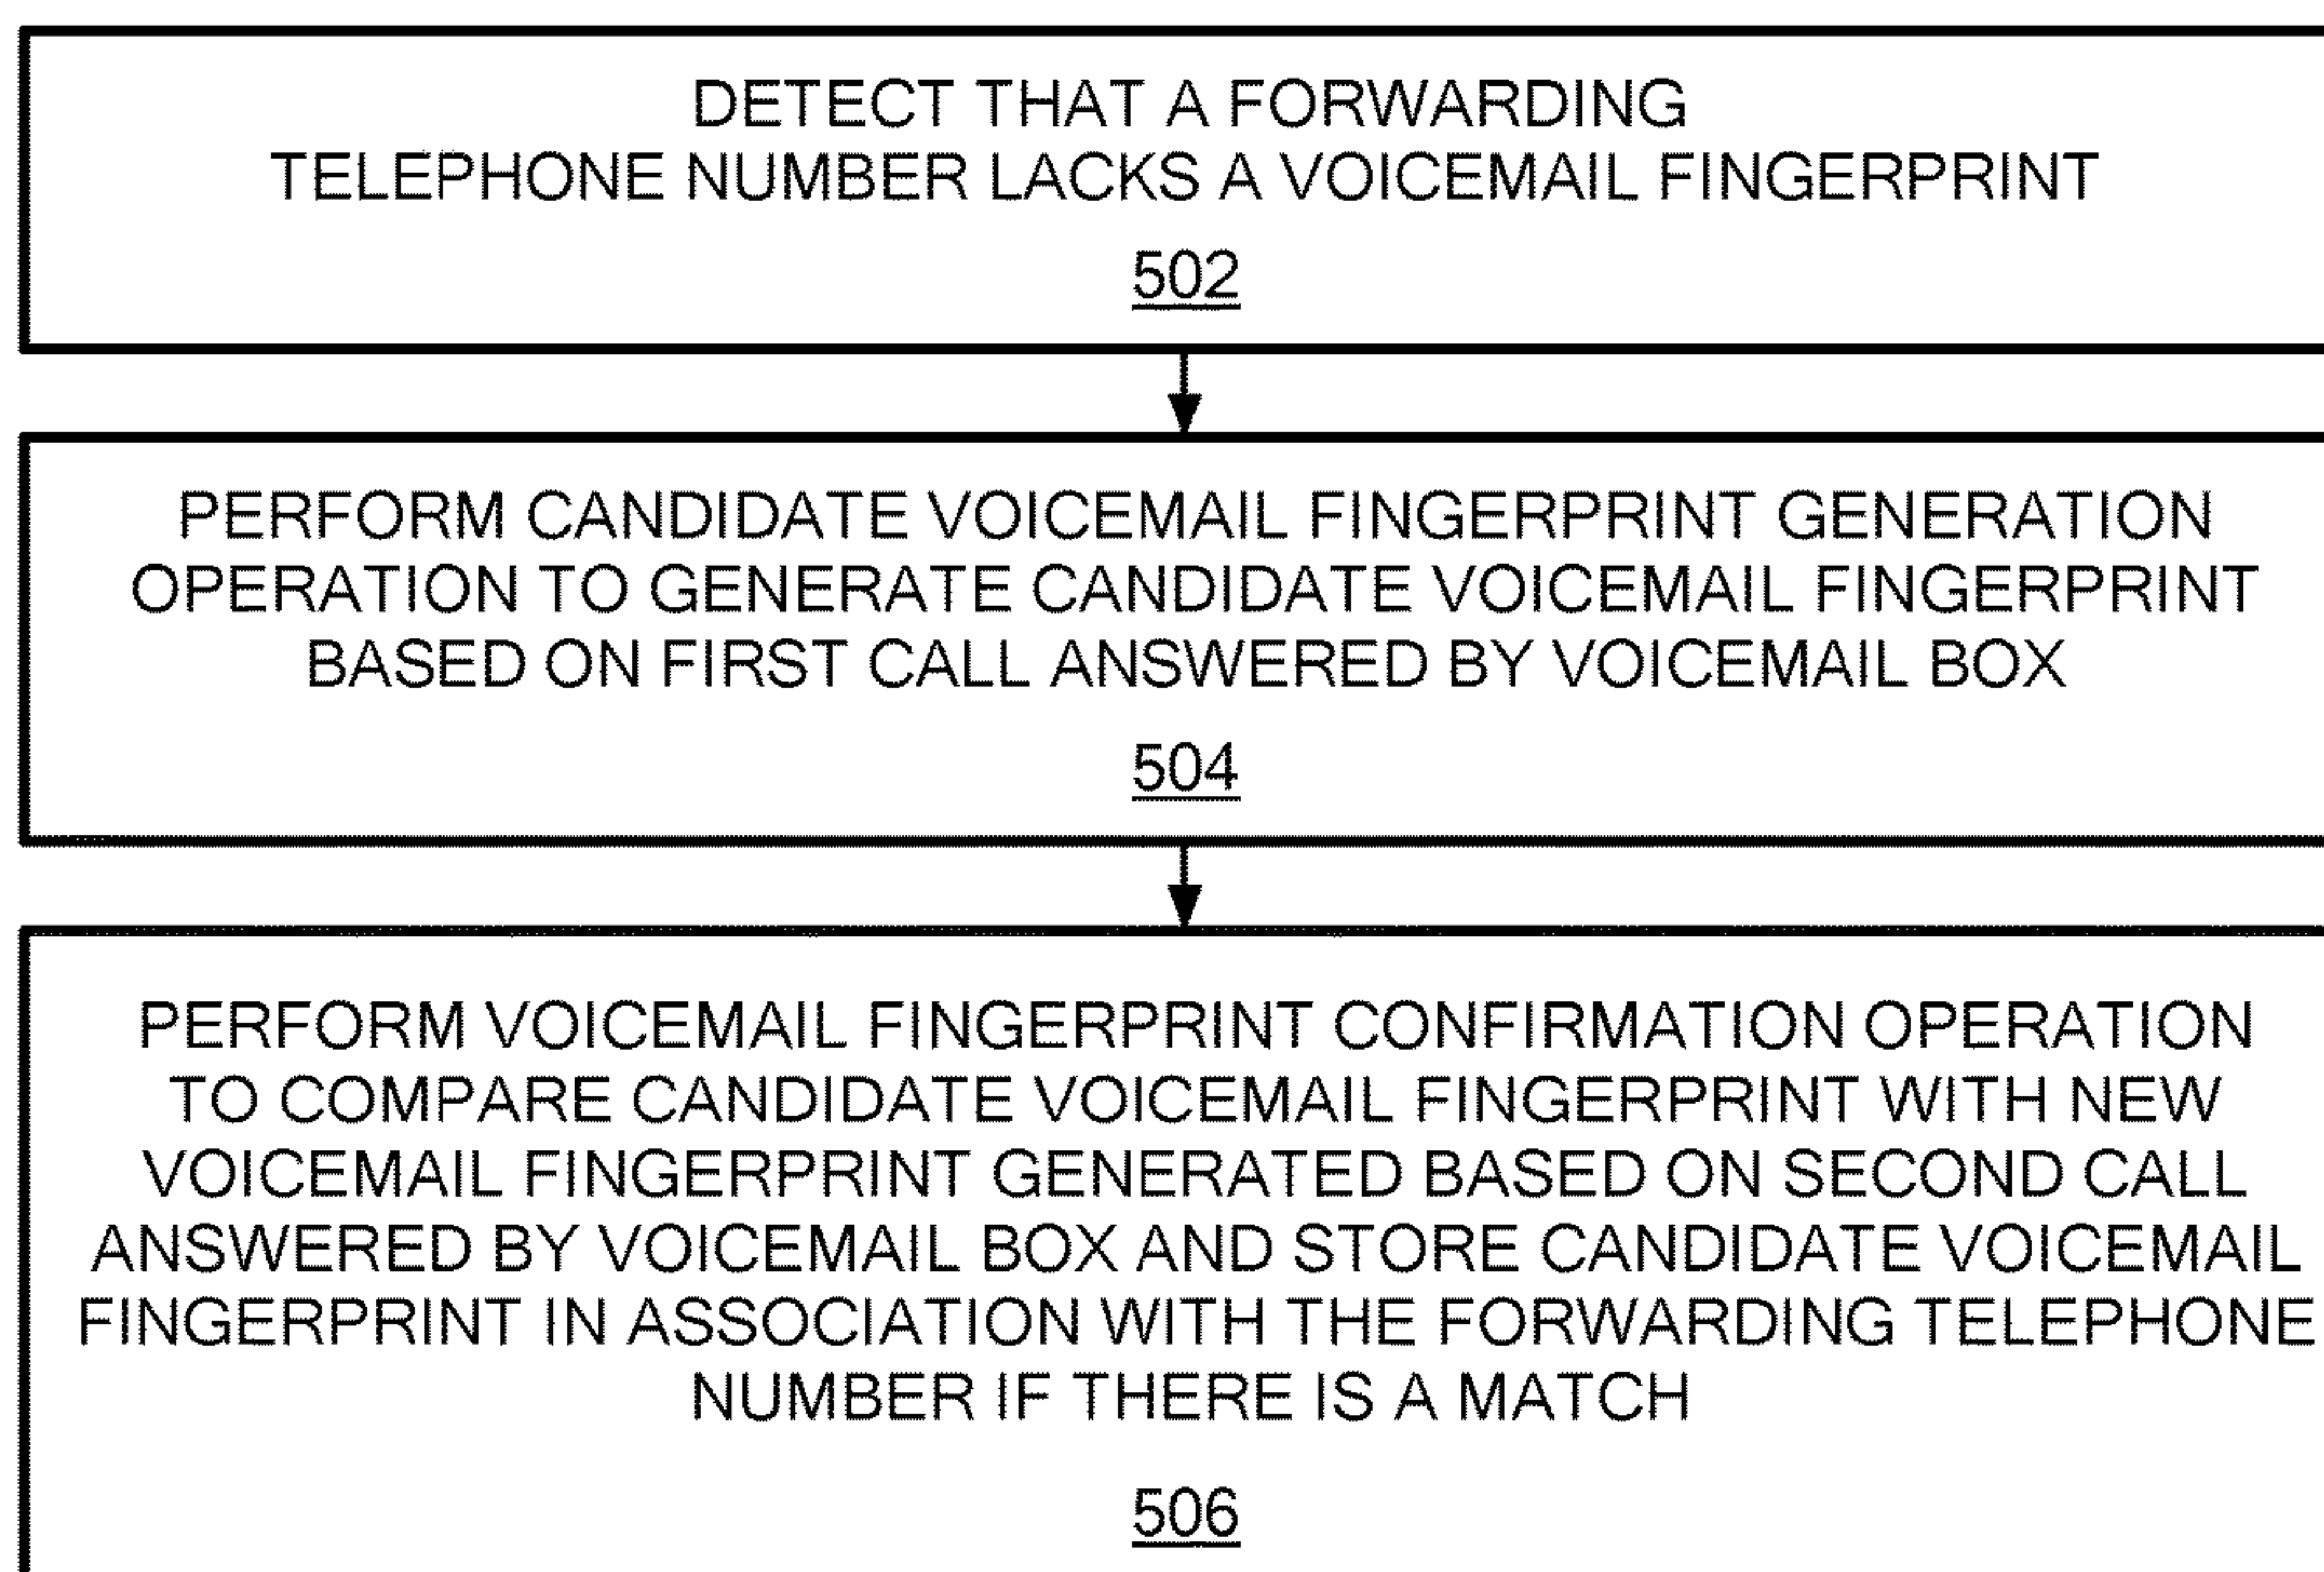 DETECT THAT A FORWARDING
TELEPHONE NUMBER LACKS A VOICEMAIL FINGERPRINT
502
PERFORM CANDIDATE VOICEMAIL FINGERPRINT GENERATION
OPERATION TO GENERATE CANDIDATE VOICEMAIL FINGERPRINT
BASED ON FIRST CALL ANSWERED BY VOICEMAIL BOX
504
PERFORM VOICEMAIL FINGERPRINT CONFIRMATION OPERATION
TO COMPARE CANDIDATE VOICEMAIL FINGERPRINT WITH NEW
VOICEMAIL FINGERPRINT GENERATED BASED ON SECOND CALL
ANSWERED BY VOICEMAIL BOX AND STORE CANDIDATE VOICEMAIL
FINGERPRINT IN ASSOCIATION WITH THE FORWARDING TELEPHONE
NUMBER IF THERE IS A MATCH
506